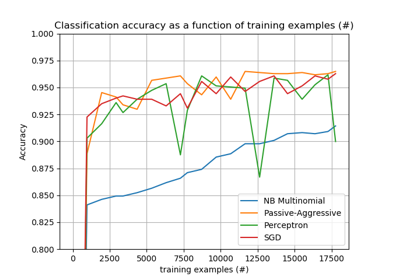 Classification accuracy as a function of training examples (#)
1.000
0.975
0.950
0.925
0.900
0.875
0.850
0.825
0.800
Accuracy
NB Multinomial
Passive-Aggressive
Perceptron
SGD
0 2500 5000 7500 10000 12500 15000 17500
training examples (#)